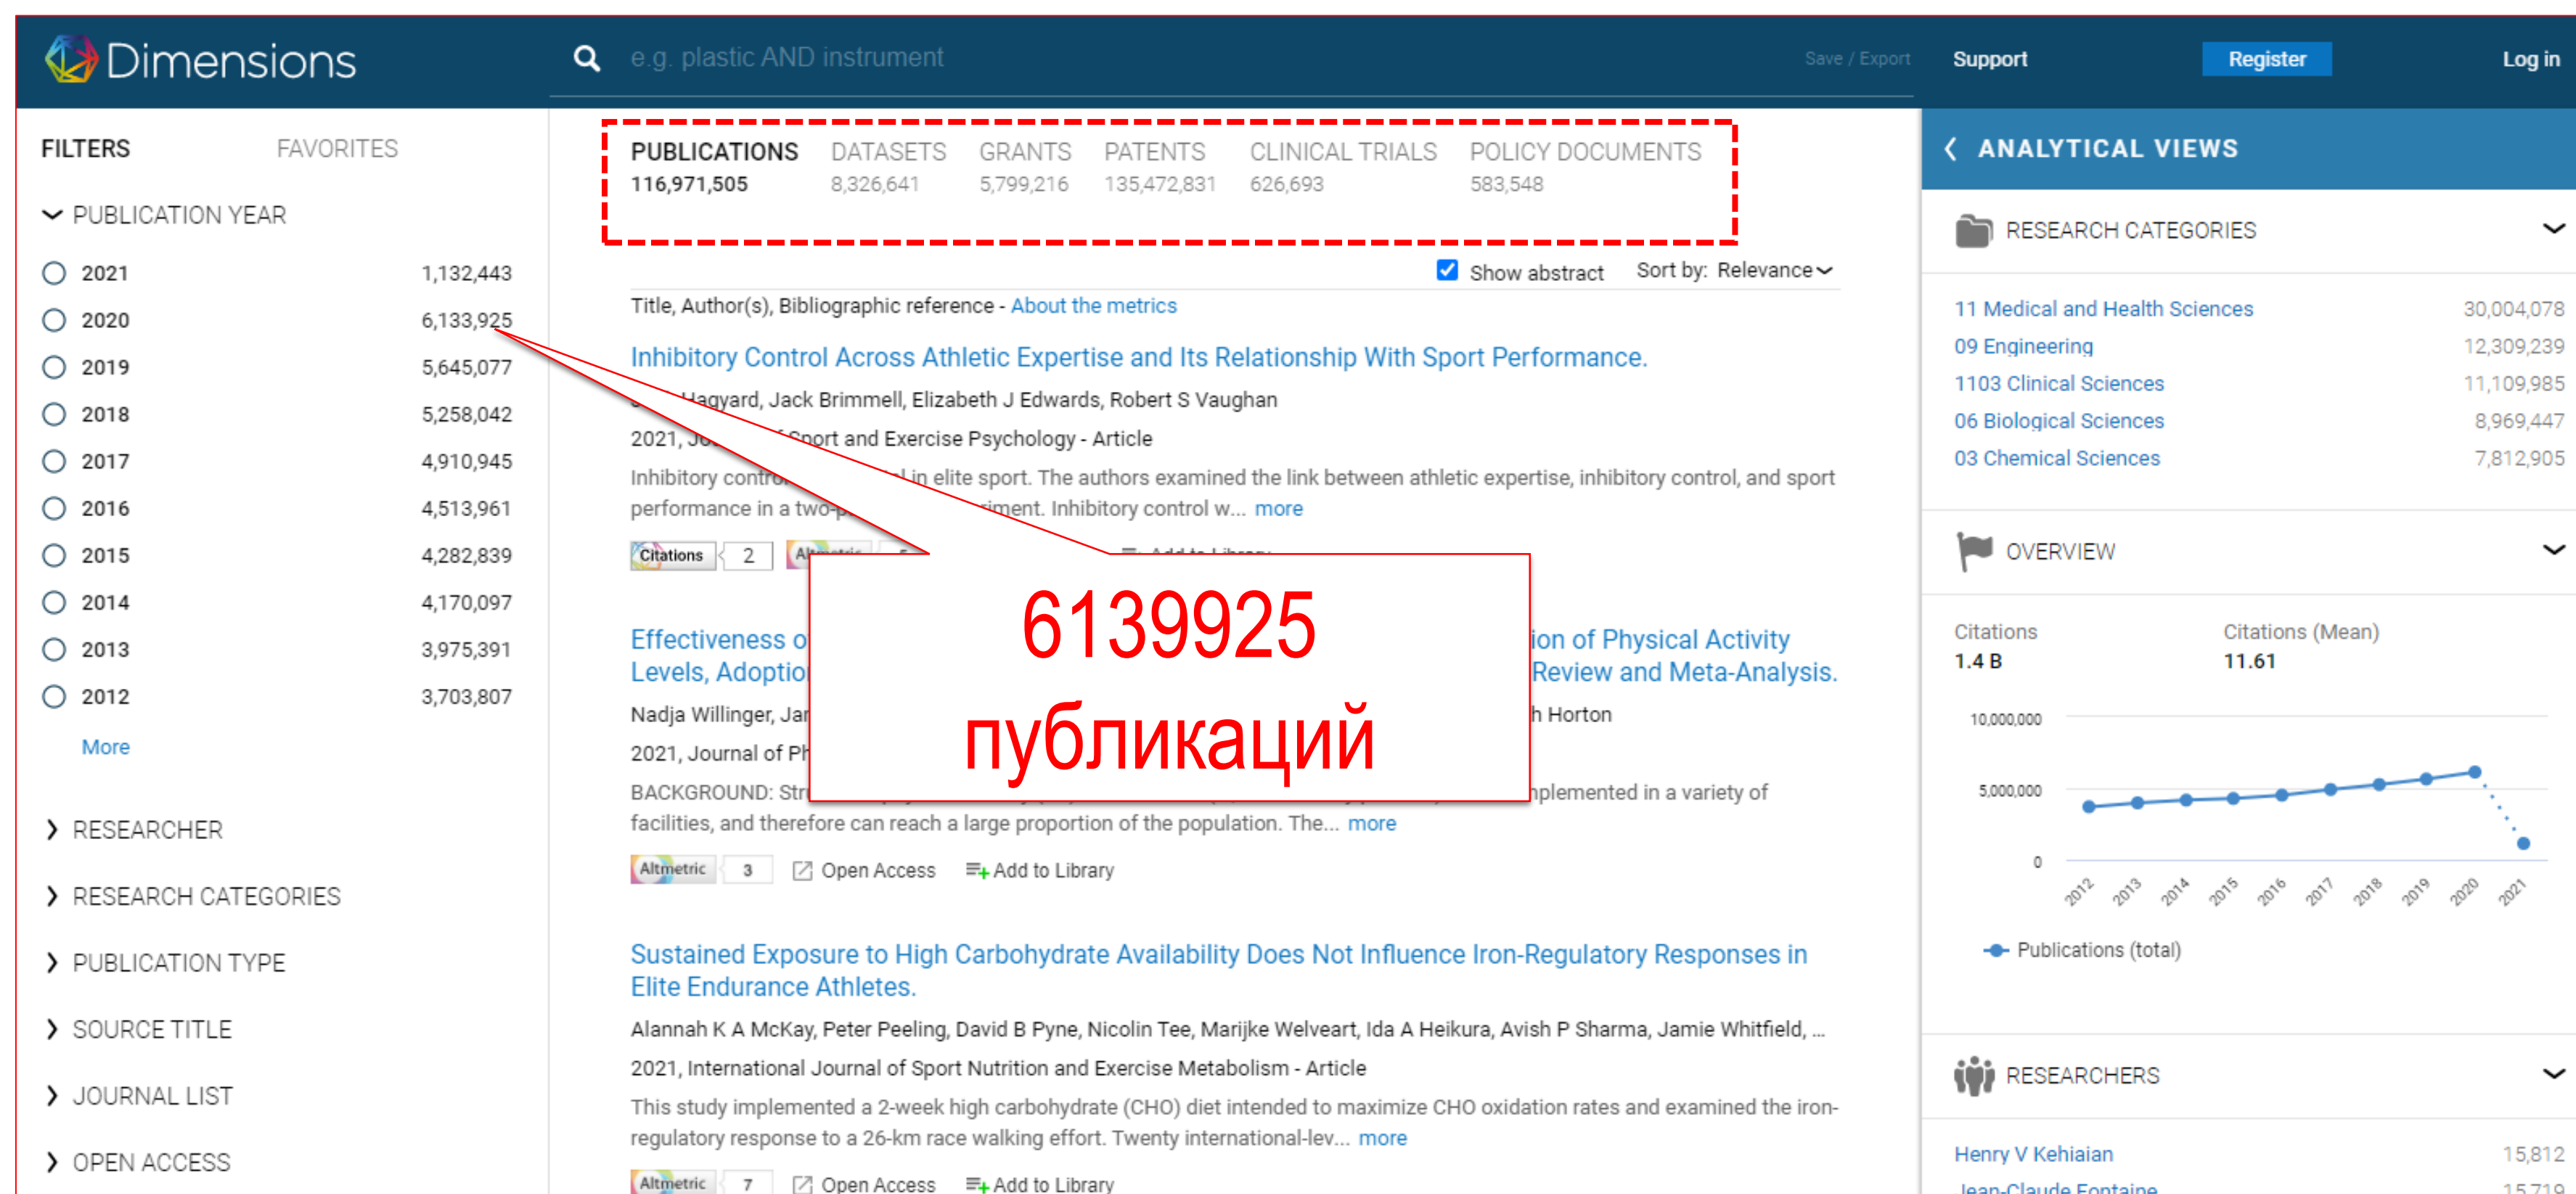 Dimensions
e.g. plastic AND instrument
Save / Export
Support
Register
Log in
FILTERS
FAVORITES
PUBLICATION YEAR
2021 1,132,443
2020 6,133,925
2019 5,645,077
2018 5,258,042
2017 4,910,945
2016 4,513,961
2015 4,282,839
2014 4,170,097
2013 3,975,391
2012 3,703,807
More
RESEARCHER
RESEARCH CATEGORIES
PUBLICATION TYPE
SOURCE TITLE
JOURNAL LIST
OPEN ACCESS
PUBLICATIONS DATASETS GRANTS PATENTS CLINICAL TRIALS POLICY DOCUMENTS
116,971,505 8,326,641 5,799,216 135,472,831 626,693 583,548
Show abstract Sort by: Relevance
Title, Author(s), Bibliographic reference - About the metrics
Inhibitory Control Across Athletic Expertise and Its Relationship With Sport Performance.
Hagyard, Jack Brimmell, Elizabeth J Edwards, Robert S Vaughan
2021, Sport and Exercise Psychology - Article
Inhibitory in elite sport. The authors examined the link between athletic expertise, inhibitory control, and sport
performance in a Inhibitory control w... more
Citations 2
6139925
публикаций
Effectiveness of Physical Activity
Levels, Review and Meta-Analysis.
Nadja Willinger, Horton
2021, Journal of
BACKGROUND: in a variety of
facilities, and therefore can reach a large proportion of the population. The... more
Altmetric 3 Open Access Add to Library
Sustained Exposure to High Carbohydrate Availability Does Not Influence Iron-Regulatory Responses in
Elite Endurance Athletes.
Alannah K A McKay, Peter Peeling, David B Pyne, Nicolin Tee, Marijke Welveart, Ida A Heikura, Avish P Sharma, Jamie Whitfield, ...
2021, International Journal of Sport Nutrition and Exercise Metabolism - Article
This study implemented a 2-week high carbohydrate (CHO) diet intended to maximize CHO oxidation rates and examined the iron-
regulatory response to a 26-km race walking effort. Twenty international-lev... more
Altmetric 7 Open Access Add to Library
ANALYTICAL VIEWS
RESEARCH CATEGORIES
11 Medical and Health Sciences 30,004,078
09 Engineering 12,309,239
1103 Clinical Sciences 11,109,985
06 Biological Sciences 8,969,447
03 Chemical Sciences 7,812,905
OVERVIEW
Citations Citations (Mean)
1.4 B 11.61
10,000,000
5,000,000
0
2012 2013 2014 2015 2016 2017 2018 2019 2020 2021
Publications (total)
RESEARCHERS
Henry V Kehiaian 15,812
Jean-Claude Fontaine 15,719